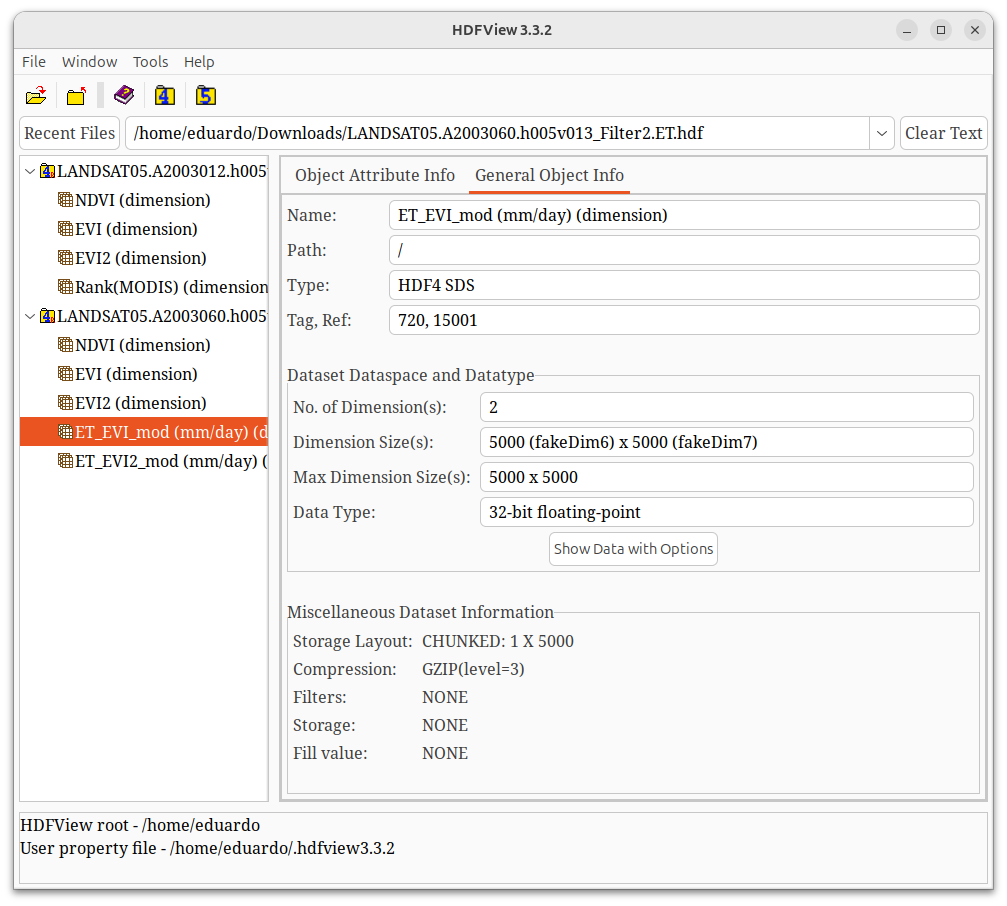 HDFView 3.3.2
File Window Tools Help
4 5
Recent Files /home/eduardo/Downloads/LANDSAT05.A2003060.h005v013_Filter2.ET.hdf Clear Text
LANDSAT05.A2003012.h005
NDVI (dimension)
EVI (dimension)
EVI2 (dimension)
Rank(MODIS) (dimension
LANDSAT05.A2003060.h005
NDVI (dimension)
EVI (dimension)
EVI2 (dimension)
ET_EVI_mod (mm/day) (d
ET_EVI2_mod (mm/day) (
Object Attribute Info General Object Info
Name: ET_EVI_mod (mm/day) (dimension)
Path: /
Type: HDF4 SDS
Tag, Ref: 720, 15001
Dataset Dataspace and Datatype
No. of Dimension(s): 2
Dimension Size(s): 5000 (fakeDim6) x 5000 (fakeDim7)
Max Dimension Size(s): 5000 x 5000
Data Type: 32-bit floating-point
Show Data with Options
Miscellaneous Dataset Information
Storage Layout: CHUNKED: 1 X 5000
Compression: GZIP(level=3)
Filters: NONE
Storage: NONE
Fill value: NONE
HDFView root - /home/eduardo
User property file - /home/eduardo/.hdfview3.3.2